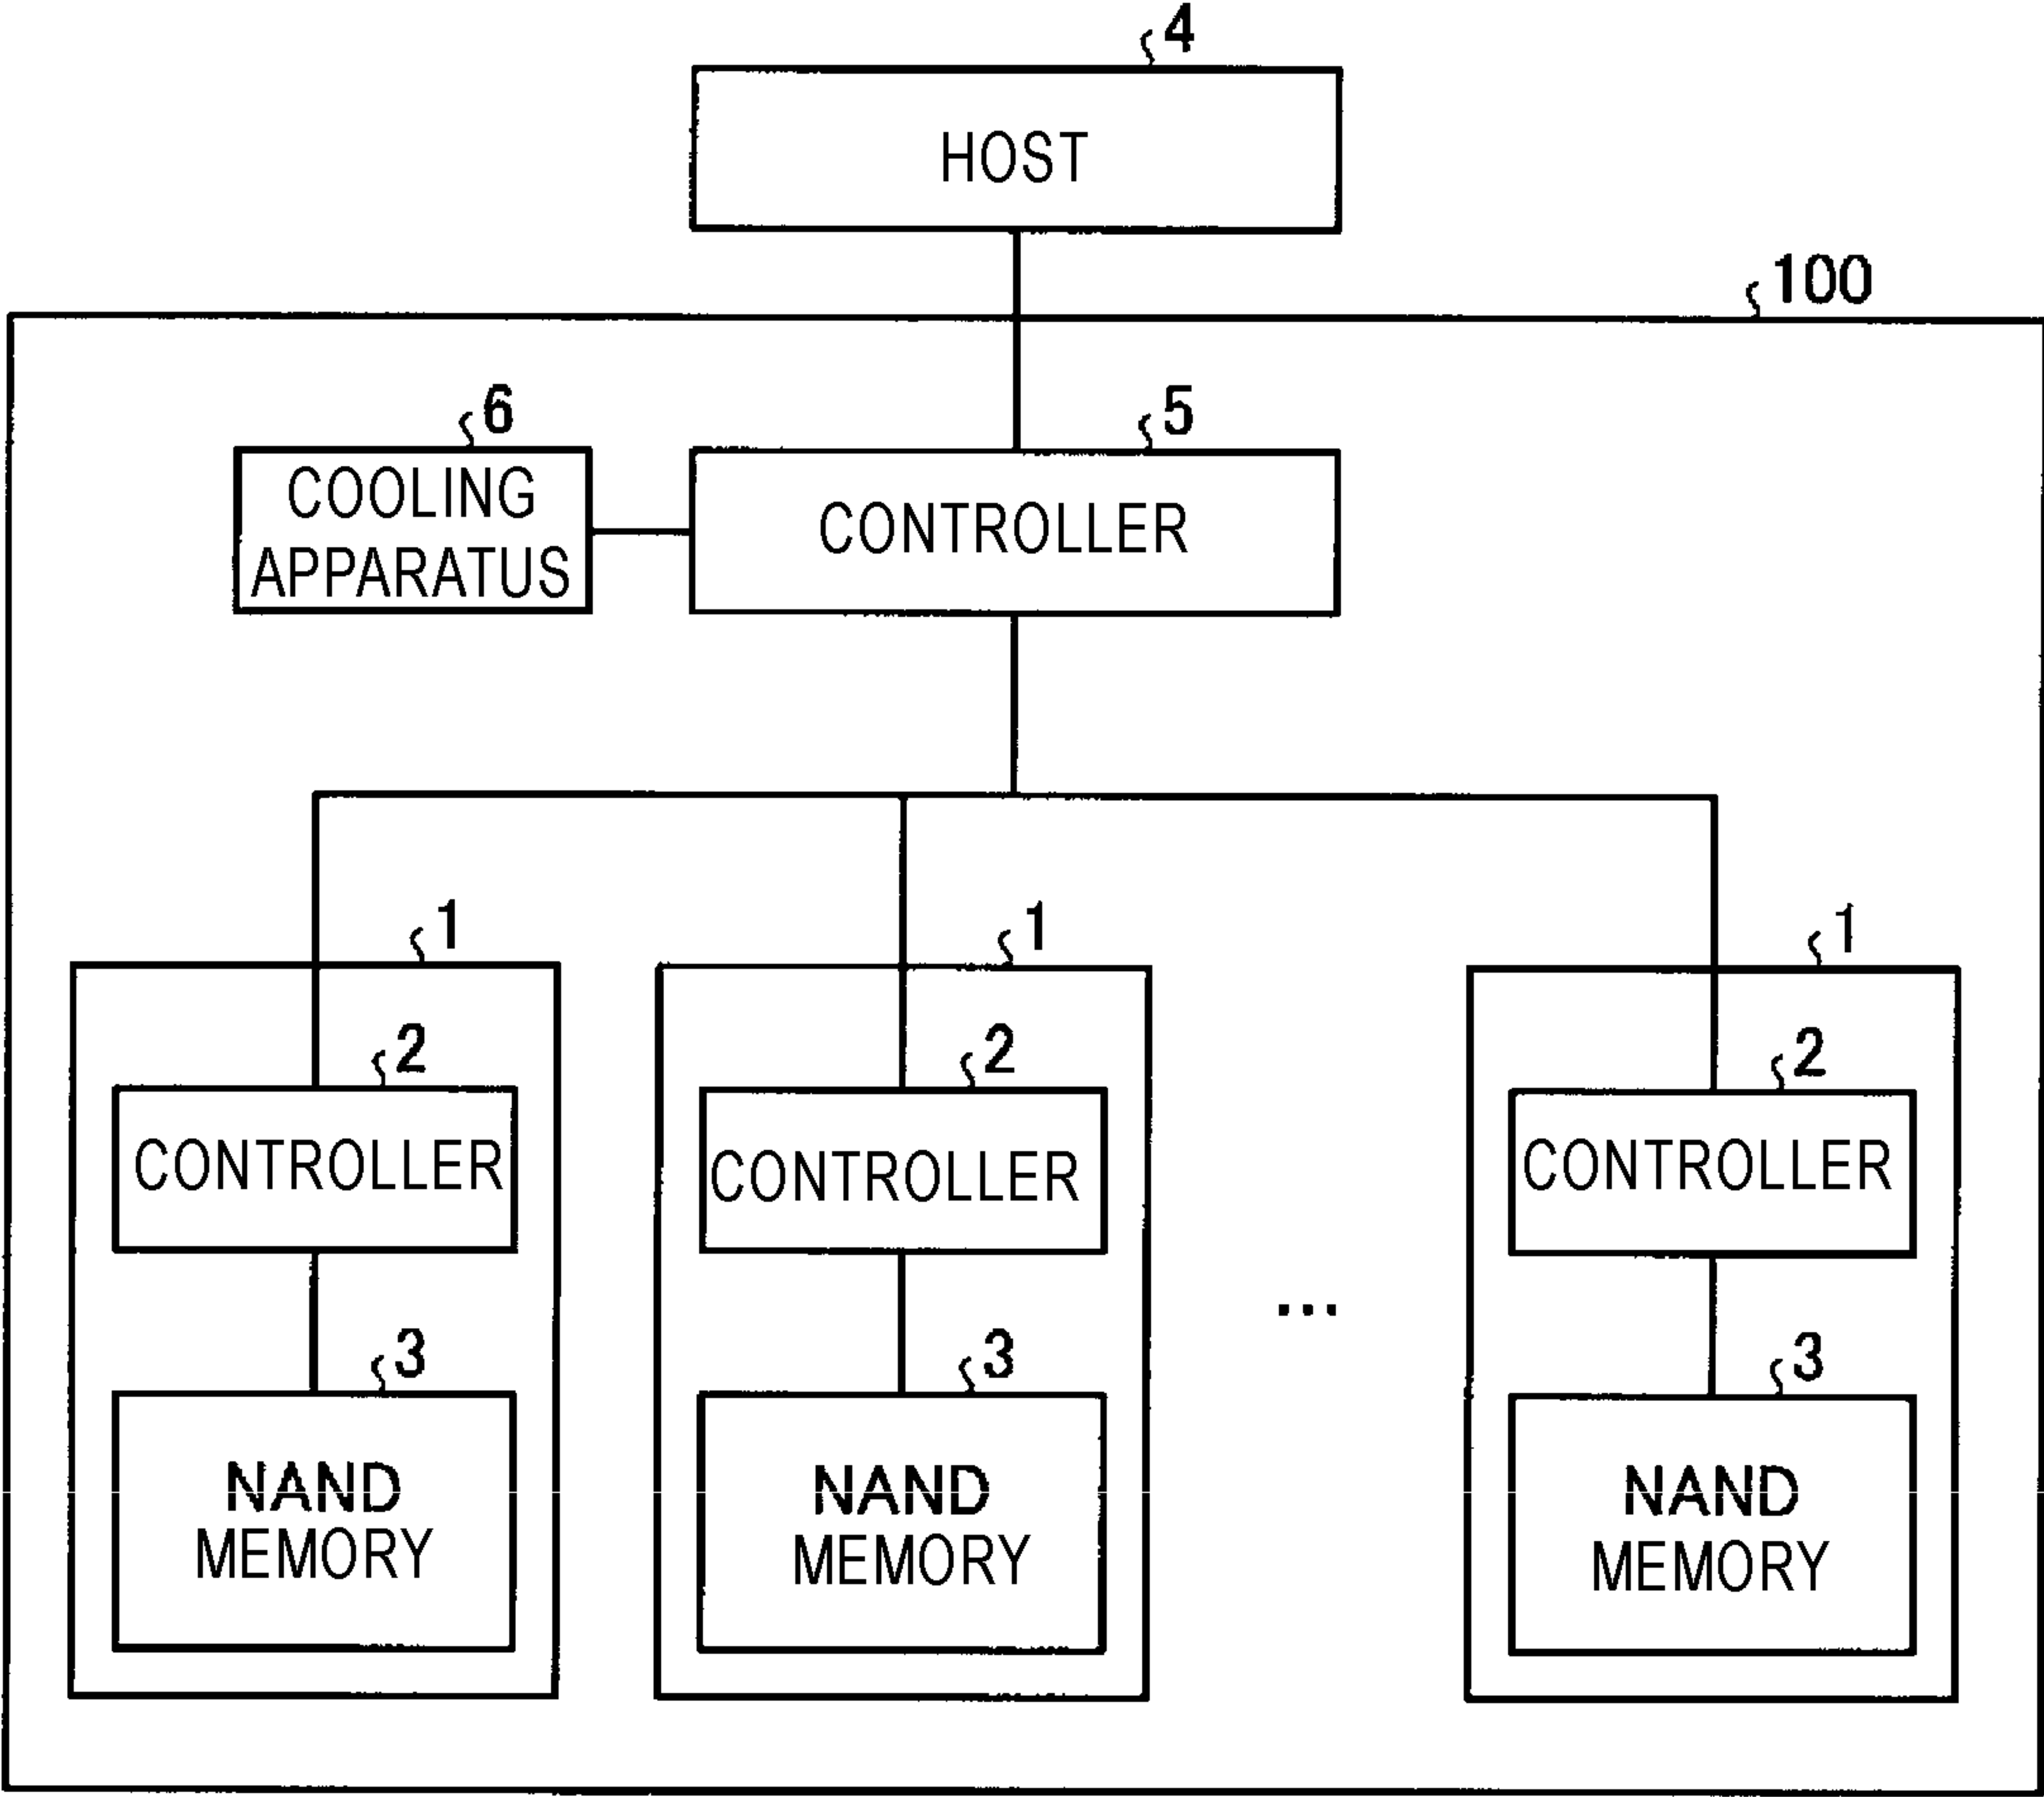 4
HOST
100
6
5
COOLING
APPARATUS
CONTROLLER
1
1
1
2
2
2
CONTROLLER
CONTROLLER
CONTROLLER
...
3
3
3
NAND
MEMORY
NAND
MEMORY
NAND
MEMORY